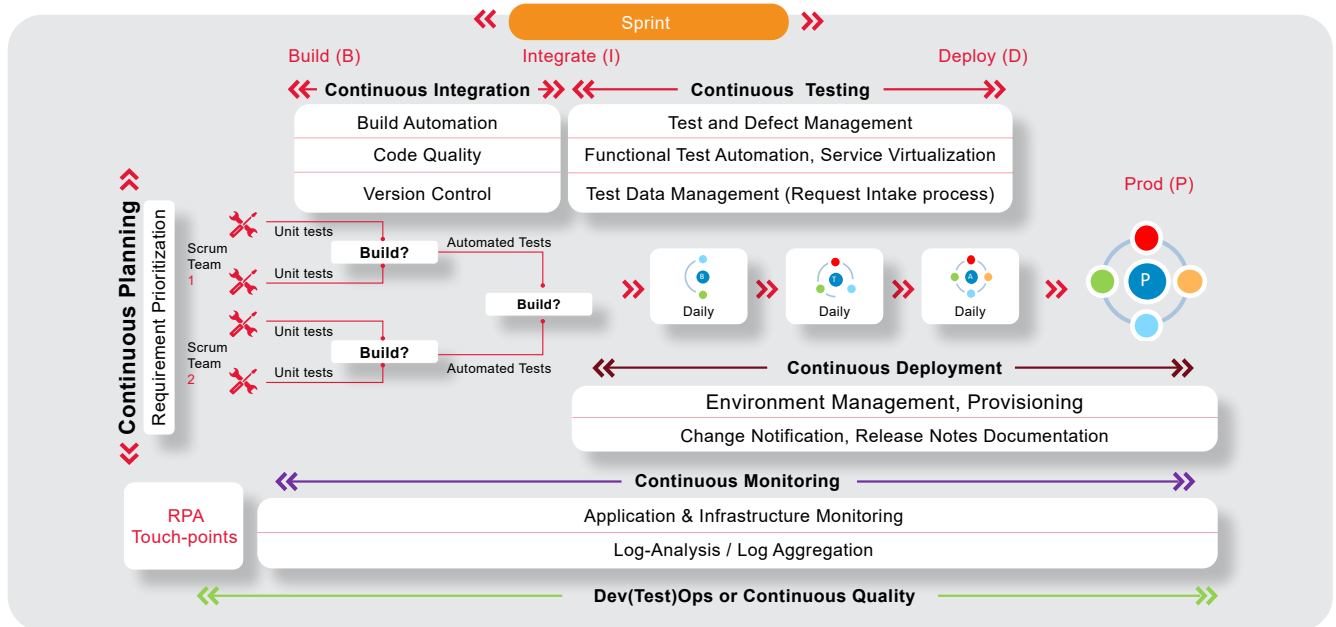 Sprint
Build (B)
Integrate (I)
Deploy (D)
Continuous Integration
Continuous Testing
Build Automation
Code Quality
Version Control
Test and Defect Management
Functional Test Automation, Service Virtualization
Test Data Management (Request Intake process)
Prod (P)
Continuous Planning
Requirement Prioritization
Scrum
Team
1
Unit tests
Unit tests
Build?
Automated Tests
Scrum
Team
2
Unit tests
Unit tests
Build?
Automated Tests
Build?
B
Daily
T
Daily
A
Daily
P
Continuous Deployment
Environment Management, Provisioning
Change Notification, Release Notes Documentation
Continuous Monitoring
RPA
Touch-points
Application & Infrastructure Monitoring
Log-Analysis / Log Aggregation
Dev(Test)Ops or Continuous Quality